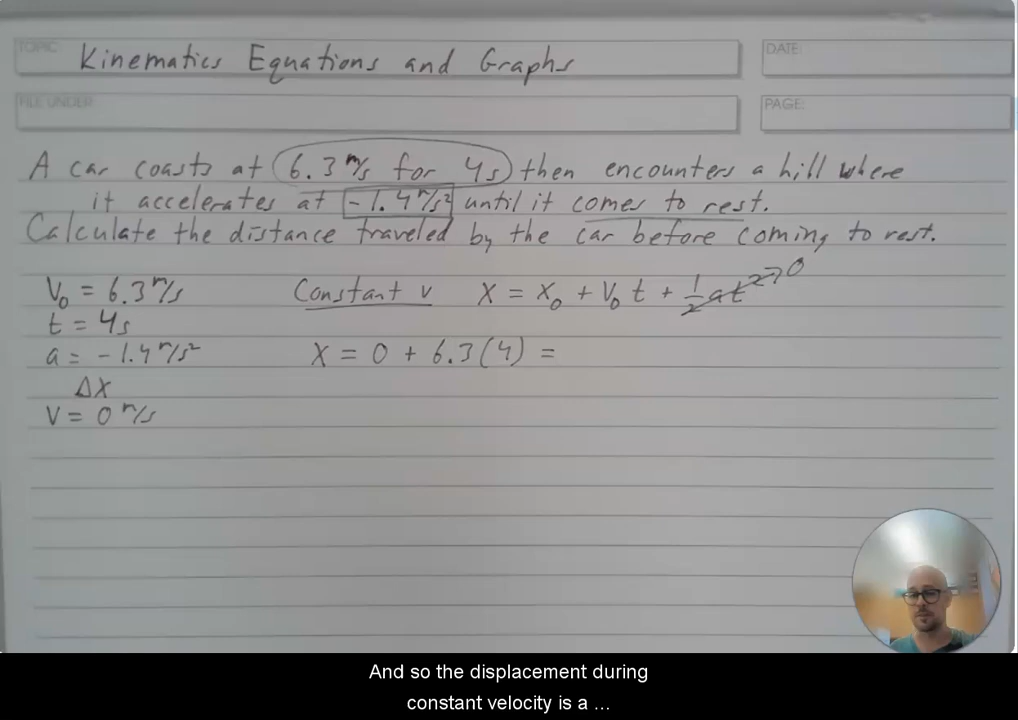 TOPIC: Kinematics Equations and Graphs
DATE:
FILE UNDER:
PAGE:
A car coasts at 6.3 m/s for 4s then encounters a hill where
it accelerates at -1.4 m/s² until it comes to rest.
Calculate the distance traveled by the car before coming to rest.
V₀ = 6.3 m/s
Constant v X = X₀ + V₀ t + ½at² → 0
t = 4s
a = -1.4 m/s²
X = 0 + 6.3(4) =
ΔX
V = 0 m/s
And so the displacement during
constant velocity is a ...